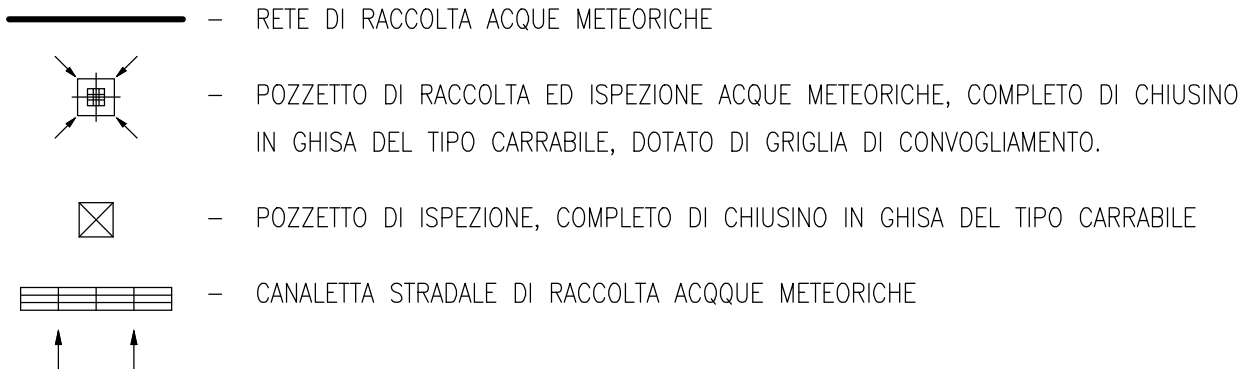 – RETE DI RACCOLTA ACQUE METEORICHE
– POZZETTO DI RACCOLTA ED ISPEZIONE ACQUE METEORICHE, COMPLETO DI CHIUSINO
IN GHISA DEL TIPO CARRABILE, DOTATO DI GRIGLIA DI CONVOGLIAMENTO.
– POZZETTO DI ISPEZIONE, COMPLETO DI CHIUSINO IN GHISA DEL TIPO CARRABILE
– CANALETTA STRADALE DI RACCOLTA ACQQUE METEORICHE